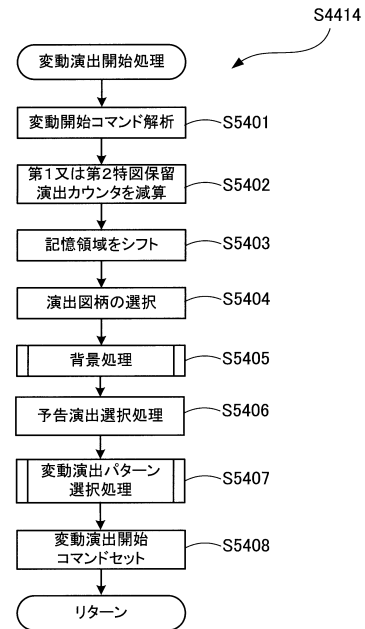 S4414
変動演出開始処理
変動開始コマンド解析
S5401
第1又は第2特図保留
演出カウンタを減算
S5402
記憶領域をシフト
S5403
演出図柄の選択
S5404
背景処理
S5405
予告演出選択処理
S5406
変動演出パターン
選択処理
S5407
変動演出開始
コマンドセット
S5408
リターン